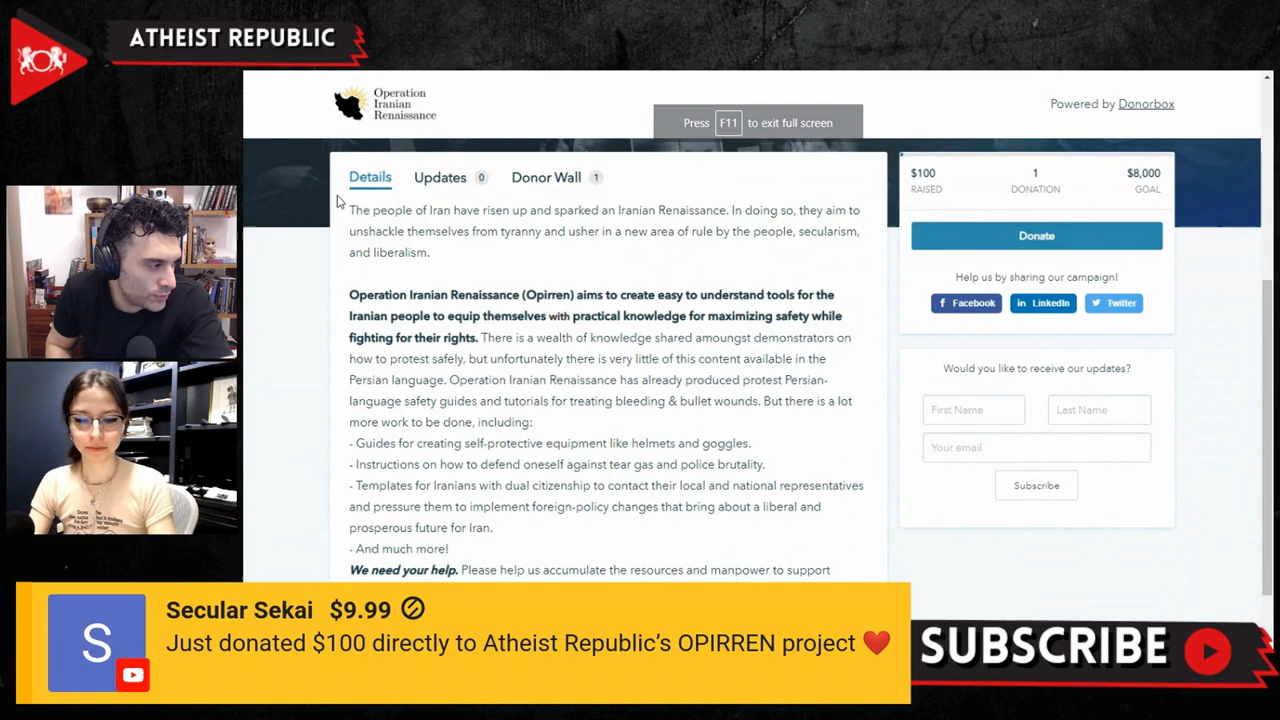 ATHEIST REPUBLIC
Operation
Iranian
Renaissance
Press F11 to exit full screen
Powered by Donorbox
Details Updates 0 Donor Wall 1
The people of Iran have risen up and sparked an Iranian Renaissance. In doing so, they aim to
unshackle themselves from tyranny and usher in a new area of rule by the people, secularism,
and liberalism.
Operation Iranian Renaissance (Opirren) aims to create easy to understand tools for the
Iranian people to equip themselves with practical knowledge for maximizing safety while
fighting for their rights. There is a wealth of knowledge shared amoungst demonstrators on
how to protest safely, but unfortunately there is very little of this content available in the
Persian language. Operation Iranian Renaissance has already produced protest Persian-
language safety guides and tutorials for treating bleeding & bullet wounds. But there is a lot
more work to be done, including:
- Guides for creating self-protective equipment like helmets and goggles.
- Instructions on how to defend oneself against tear gas and police brutality.
- Templates for Iranians with dual citizenship to contact their local and national representatives
and pressure them to implement foreign-policy changes that bring about a liberal and
prosperous future for Iran.
- And much more!
We need your help. Please help us accumulate the resources and manpower to support
$100 1 $8,000
RAISED DONATION GOAL
Donate
Help us by sharing our campaign!
Facebook LinkedIn Twitter
Would you like to receive our updates?
First Name Last Name
Your email
Subscribe
S
Secular Sekai $9.99
Just donated $100 directly to Atheist Republic's OPIRREN project ❤️
SUBSCRIBE